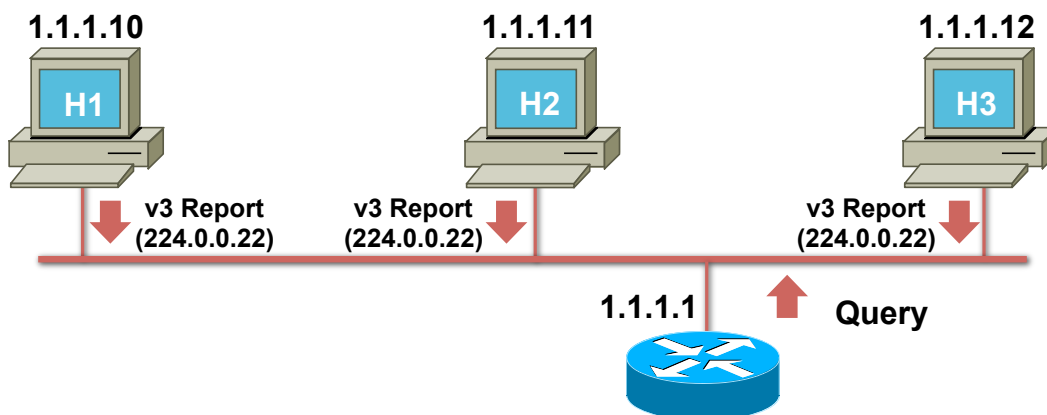 1.1.1.10
1.1.1.11
1.1.1.12
H1
H2
H3
v3 Report
(224.0.0.22)
v3 Report
(224.0.0.22)
v3 Report
(224.0.0.22)
1.1.1.1
Query